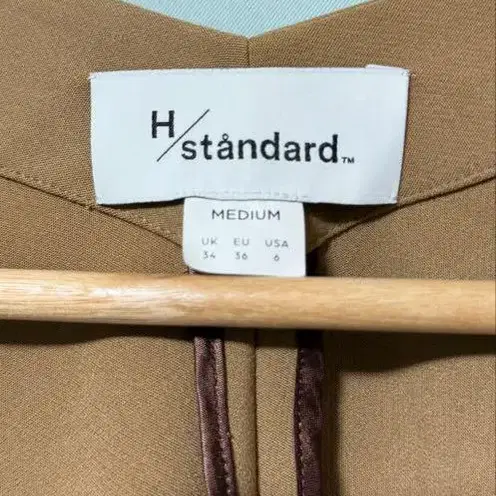 H/
ståndard™
MEDIUM
UK EU USA
34 36 6